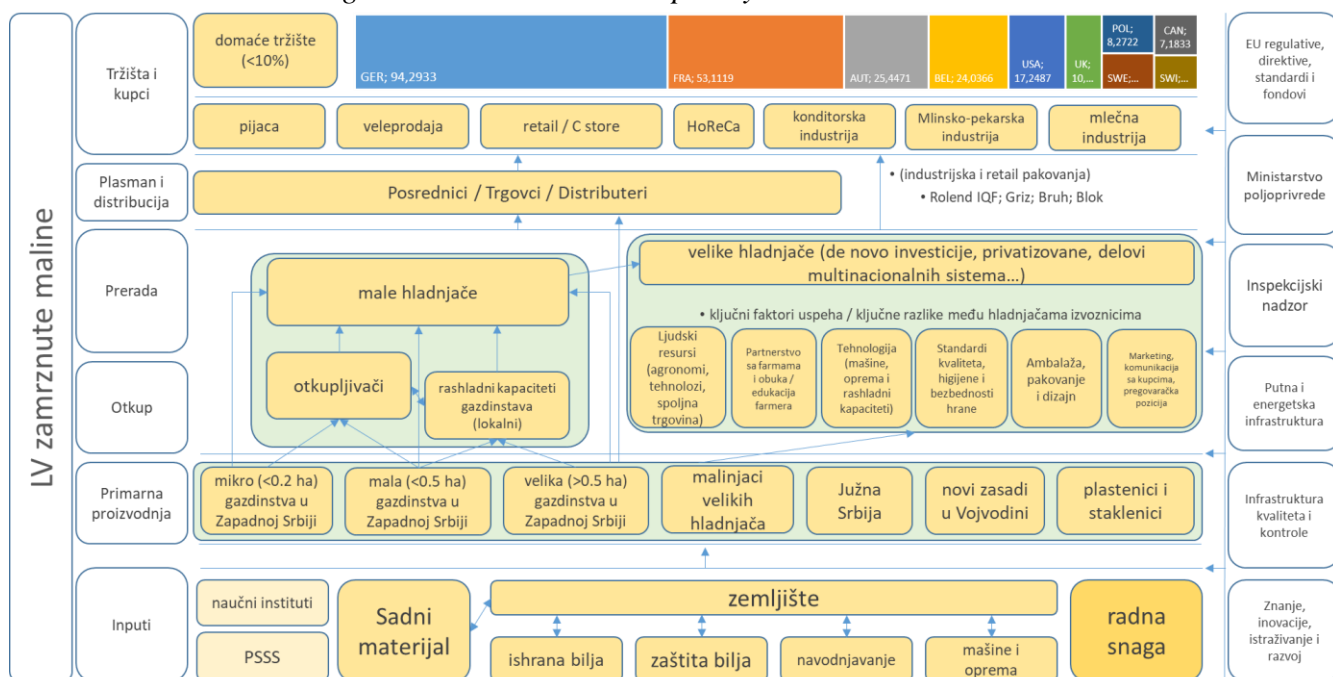 LV zamrznute maline
Tržišta i
kupci
domaće tržište
(<10%)
GER; 94,2933
FRA; 53,1119
AUT; 25,4471
BEL; 24,0366
USA;
17,2487
UK;
10,...
POL;
8,2722
SWE;...
CAN;
7,1833
SWI;...
pijaca
veleprodaja
retail / C store
HoReCa
konditorska
industrija
Mlinsko-pekarska
industrija
mlečna
industrija
Plasman i
distribucija
Posrednici / Trgovci / Distributeri
• (industrijska i retail pakovanja)
• Rolend IQF; Griz; Bruh; Blok
Prerada
male hladnjače
velike hladnjače (de novo investicije, privatizovane, delovi
multinacionalnih sistema...)
• ključni faktori uspeha / ključne razlike među hladnjačama izvoznicima
Ljudski
resursi
(agronomi,
tehnolozi,
spoljna
trgovina)
Partnerstvo
sa farmama
i obuka /
edukacija
farmera
Tehnologija
(mašine,
oprema i
rashladni
kapaciteti)
Standardi
kvaliteta,
higijene i
bezbednosti
hrane
Ambalaža,
pakovanje
i dizajn
Marketing,
komunikacija
sa kupcima,
pregovaračka
pozicija
Otkup
otkupljivači
rashladni kapaciteti
gazdinstava
(lokalni)
Primarna
proizvodnja
mikro (<0.2 ha)
gazdinstva u
Zapadnoj Srbiji
mala (<0.5 ha)
gazdinstva u
Zapadnoj Srbiji
velika (>0.5 ha)
gazdinstva u
Zapadnoj Srbiji
malinjaci
velikih
hladnjača
Južna
Srbija
novi zasadi
u Vojvodini
plastenici i
staklenici
Inputi
naučni instituti
PSSS
Sadni
materijal
zemljište
ishrana bilja
zaštita bilja
navodnjavanje
mašine i
oprema
radna
snaga
EU regulative,
direktive,
standardi i
fondovi
Ministarstvo
poljoprivrede
Inspekcijski
nadzor
Putna i
energetska
infrastruktura
Infrastruktura
kvaliteta i
kontrole
Znanje,
inovacije,
istraživanje i
razvoj